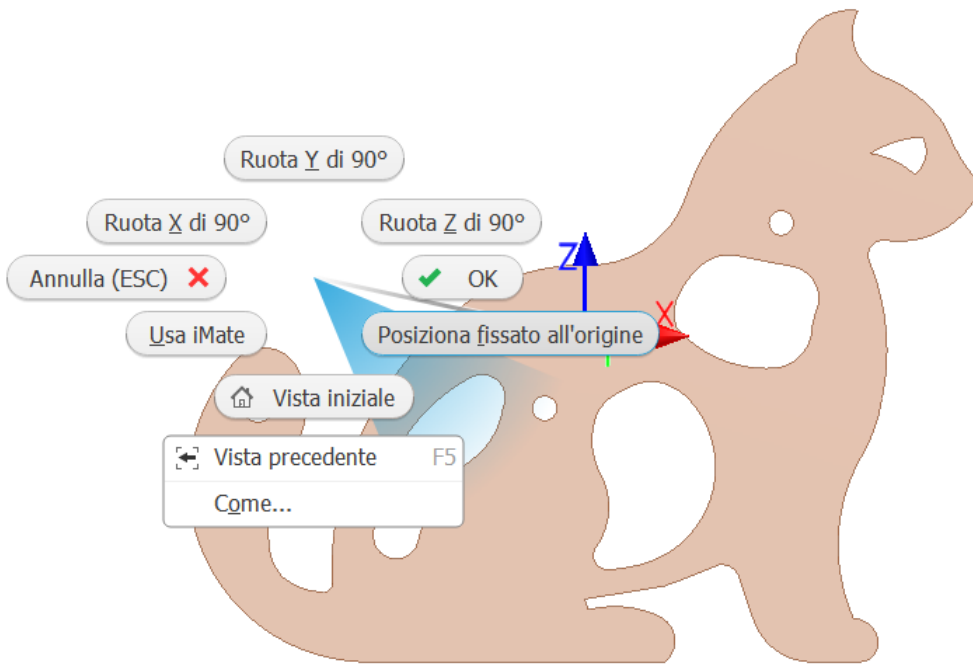 Ruota Y di 90°
Ruota X di 90°
Ruota Z di 90°
Annulla (ESC)
OK
Z
X
Usa iMate
Posiziona fissato all'origine
Vista iniziale
Vista precedente F5
Come...